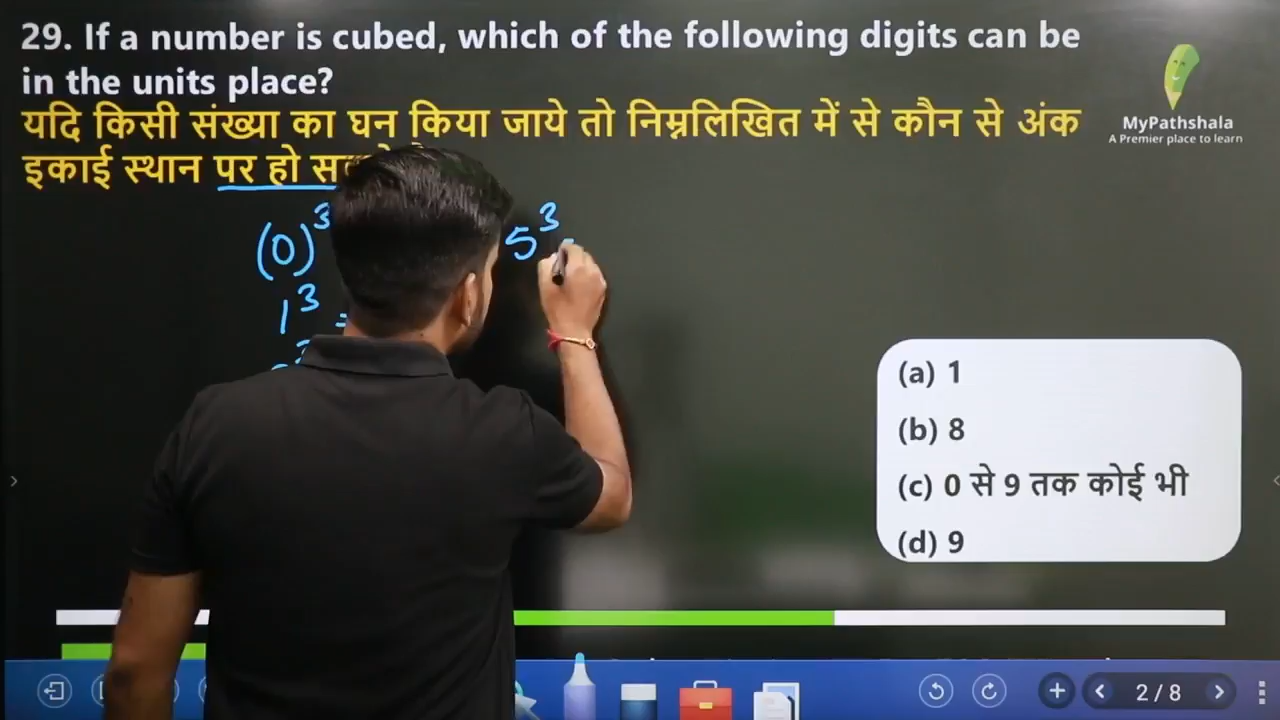 29. If a number is cubed, which of the following digits can be
in the units place?
यदि किसी संख्या का घन किया जाये तो निम्नलिखित में से कौन से अंक
इकाई स्थान पर हो
MyPathshala
A Premier place to learn
(0)³
5³
1³ =
(a) 1
(b) 8
(c) 0 से 9 तक कोई भी
(d) 9
2 / 8